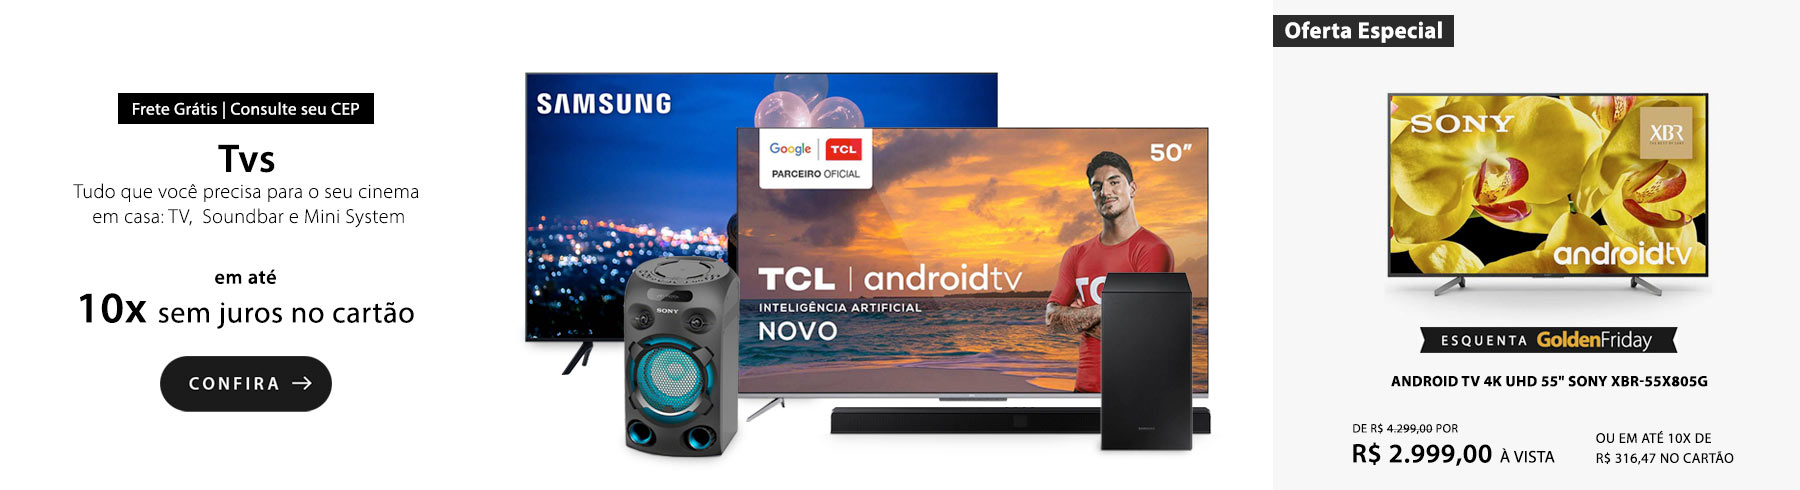 Frete Grátis | Consulte seu CEP
Tvs
Tudo que você precisa para o seu cinema
em casa: TV, Soundbar e Mini System
em até
10x sem juros no cartão
CONFIRA →
SAMSUNG
Google | TCL
PARCEIRO OFICIAL
50”
TCL | androidtv
INTELIGÊNCIA ARTIFICIAL
NOVO
TC
SONY
SAMSUNG
Oferta Especial
SONY
XBR
androidtv
ESQUENTA GoldenFriday
ANDROID TV 4K UHD 55" SONY XBR-55X805G
DE R$ 4.299,00 POR
R$ 2.999,00 À VISTA
OU EM ATÉ 10X DE
R$ 316,47 NO CARTÃO